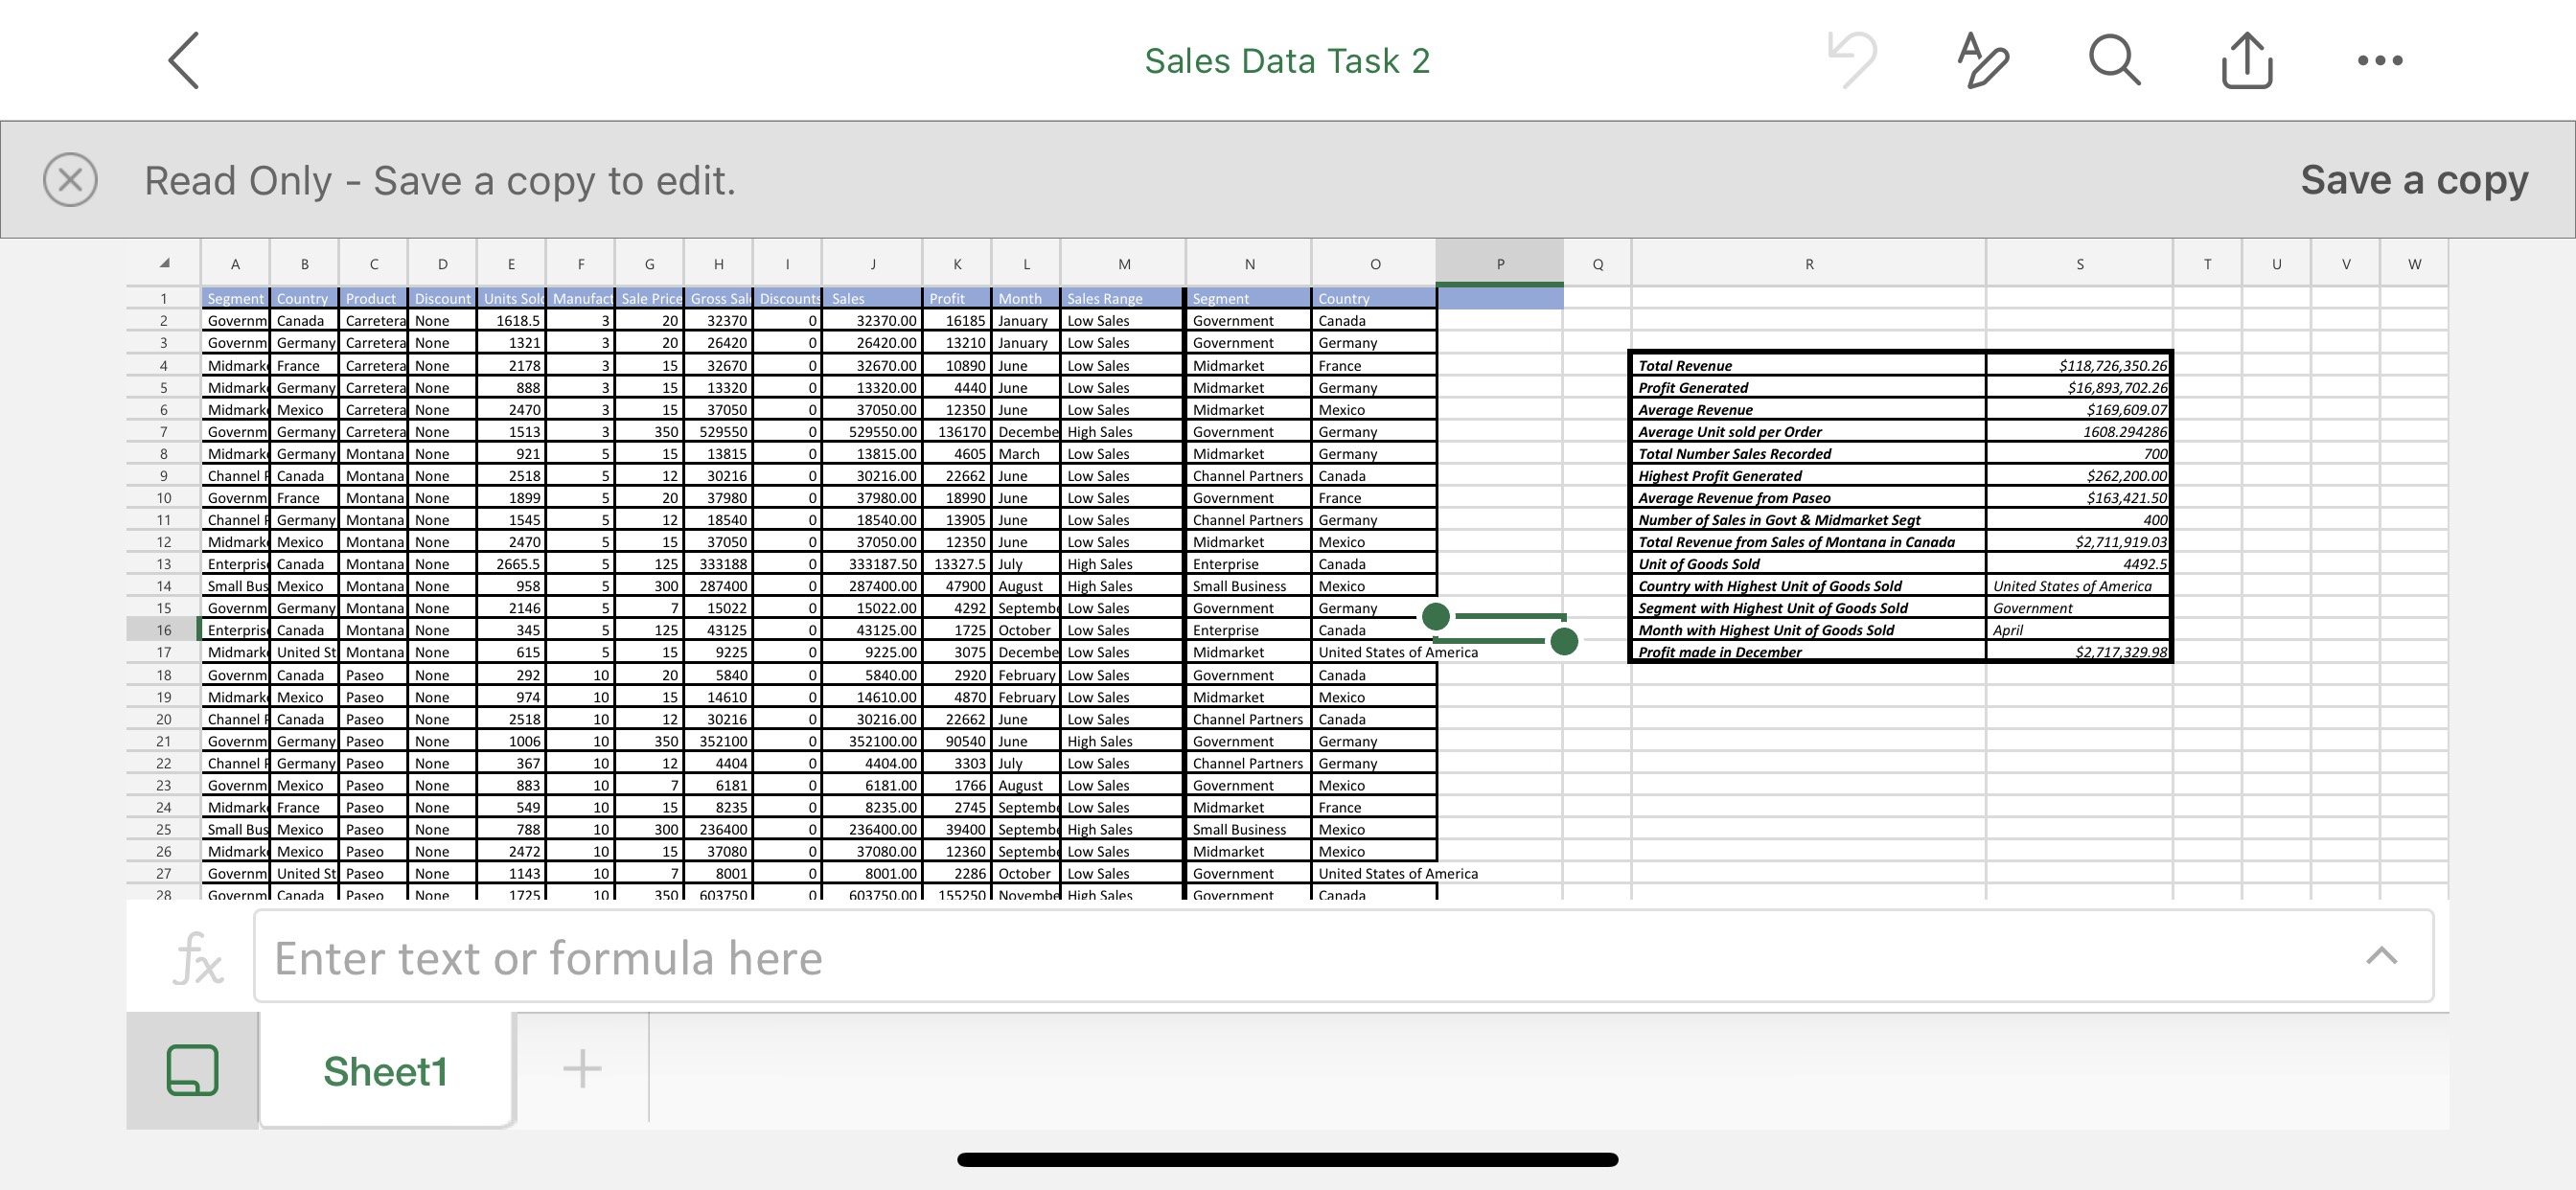 Sales Data Task 2
Read Only - Save a copy to edit. Save a copy
A B C D E F G H I J K L M N O P Q R S T U V W
1 Segment Country Product Discount Units Sol Manufac Sale Price Gross Sal Discounts Sales Profit Month Sales Range Segment Country
2 Governm Canada Carretera None 1618.5 3 20 32370 0 32370.00 16185 January Low Sales Government Canada
3 Governm Germany Carretera None 1321 3 20 26420 0 26420.00 13210 January Low Sales Government Germany
4 Midmark France Carretera None 2178 3 15 32670 0 32670.00 10890 June Low Sales Midmarket France Total Revenue $118,726,350.26
5 Midmark Germany Carretera None 888 3 15 13320 0 13320.00 4440 June Low Sales Midmarket Germany Profit Generated $16,893,702.26
6 Midmark Mexico Carretera None 2470 3 15 37050 0 37050.00 12350 June Low Sales Midmarket Mexico Average Revenue $169,609.07
7 Governm Germany Carretera None 1513 3 350 529550 0 529550.00 136170 Decembe High Sales Government Germany Average Unit sold per Order 1608.294286
8 Midmark Germany Montana None 921 5 15 13815 0 13815.00 4605 March Low Sales Midmarket Germany Total Number Sales Recorded 700
9 Channel P Canada Montana None 2518 5 12 30216 0 30216.00 22662 June Low Sales Channel Partners Canada Highest Profit Generated $262,200.00
10 Governm France Montana None 1899 5 20 37980 0 37980.00 18990 June Low Sales Government France Average Revenue from Paseo $163,421.50
11 Channel P Germany Montana None 1545 5 12 18540 0 18540.00 13905 June Low Sales Channel Partners Germany Number of Sales in Govt & Midmarket Segt 400
12 Midmark Mexico Montana None 2470 5 15 37050 0 37050.00 12350 June Low Sales Midmarket Mexico Total Revenue from Sales of Montana in Canada $2,711,919.03
13 Enterpris Canada Montana None 2665.5 5 125 333188 0 333187.50 13327.5 July High Sales Enterprise Canada Unit of Goods Sold 4492.5
14 Small Bus Mexico Montana None 958 5 300 287400 0 287400.00 47900 August High Sales Small Business Mexico Country with Highest Unit of Goods Sold United States of America
15 Governm Germany Montana None 2146 5 7 15022 0 15022.00 4292 Septemb Low Sales Government Germany Segment with Highest Unit of Goods Sold Government
16 Enterpris Canada Montana None 345 5 125 43125 0 43125.00 1725 October Low Sales Enterprise Canada Month with Highest Unit of Goods Sold April
17 Midmark United St Montana None 615 5 15 9225 0 9225.00 3075 Decembe Low Sales Midmarket United States of America Profit made in December $2,717,329.98
18 Governm Canada Paseo None 292 10 20 5840 0 5840.00 2920 February Low Sales Government Canada
19 Midmark Mexico Paseo None 974 10 15 14610 0 14610.00 4870 February Low Sales Midmarket Mexico
20 Channel P Canada Paseo None 2518 10 12 30216 0 30216.00 22662 June Low Sales Channel Partners Canada
21 Governm Germany Paseo None 1006 10 350 352100 0 352100.00 90540 June High Sales Government Germany
22 Channel P Germany Paseo None 367 10 12 4404 0 4404.00 3303 July Low Sales Channel Partners Germany
23 Governm Mexico Paseo None 883 10 7 6181 0 6181.00 1766 August Low Sales Government Mexico
24 Midmark France Paseo None 549 10 15 8235 0 8235.00 2745 Septemb Low Sales Midmarket France
25 Small Bus Mexico Paseo None 788 10 300 236400 0 236400.00 39400 Septemb High Sales Small Business Mexico
26 Midmark Mexico Paseo None 2472 10 15 37080 0 37080.00 12360 Septemb Low Sales Midmarket Mexico
27 Governm United St Paseo None 1143 10 7 8001 0 8001.00 2286 October Low Sales Government United States of America
28 Governm Canada Paseo None 1725 10 350 603750 0 603750.00 155250 Novembe High Sales Government Canada
fx Enter text or formula here
Sheet1